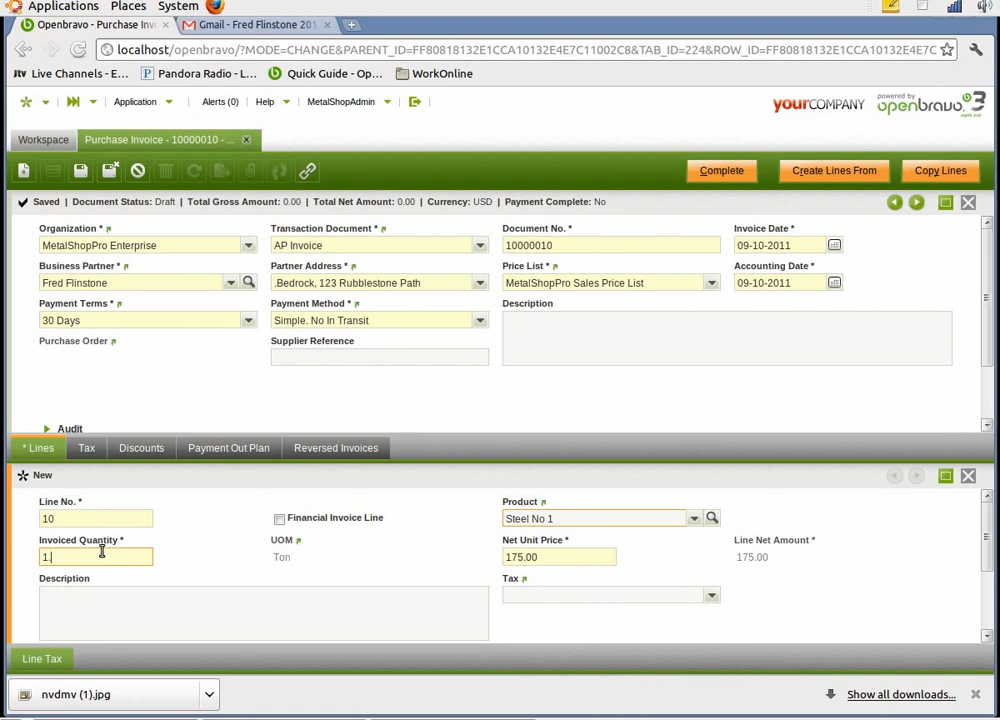 Applications Places System
Openbravo - Purchase Inv × Gmail - Fred Flinstone 201 ×
localhost/openbravo/?MODE=CHANGE&PARENT_ID=FF80818132E1CCA10132E4E7C11002C8&TAB_ID=224&ROW_ID=FF80818132E1CCA10132E4E7C
Live Channels - E... Pandora Radio - L... Quick Guide - Op... WorkOnline
Application Alerts (0) Help MetalShopAdmin
yourCOMPANY
powered by
openbravo 3
Workspace Purchase Invoice - 10000010 - ...
Complete Create Lines From Copy Lines
Saved | Document Status: Draft | Total Gross Amount: 0.00 | Total Net Amount: 0.00 | Currency: USD | Payment Complete: No
Organization * Transaction Document * Document No. * Invoice Date *
MetalShopPro Enterprise AP Invoice 10000010 09-10-2011
Business Partner * Partner Address * Price List * Accounting Date *
Fred Flinstone .Bedrock, 123 Rubblestone Path MetalShopPro Sales Price List 09-10-2011
Payment Terms * Payment Method * Description
30 Days Simple. No In Transit
Purchase Order Supplier Reference
Audit
* Lines Tax Discounts Payment Out Plan Reversed Invoices
New
Line No. * Product
10 Financial Invoice Line Steel No 1
Invoiced Quantity * UOM Net Unit Price * Line Net Amount *
1. Ton 175.00 175.00
Description Tax
Line Tax
nvdmv (1).jpg Show all downloads...